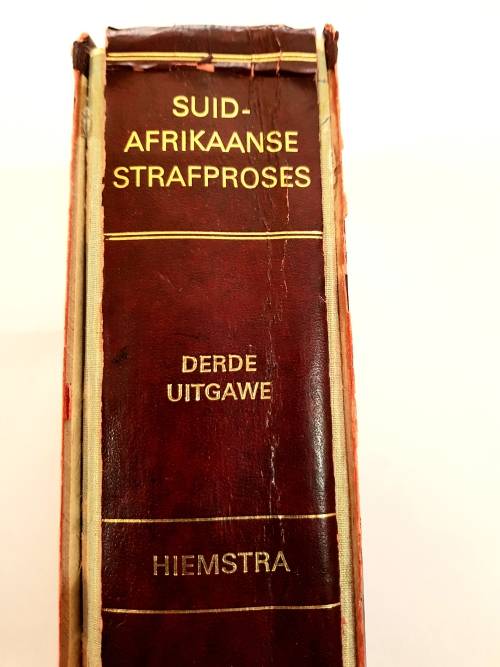 SUID-
AFRIKAANSE
STRAFPROSES
DERDE
UITGAWE
HIEMSTRA